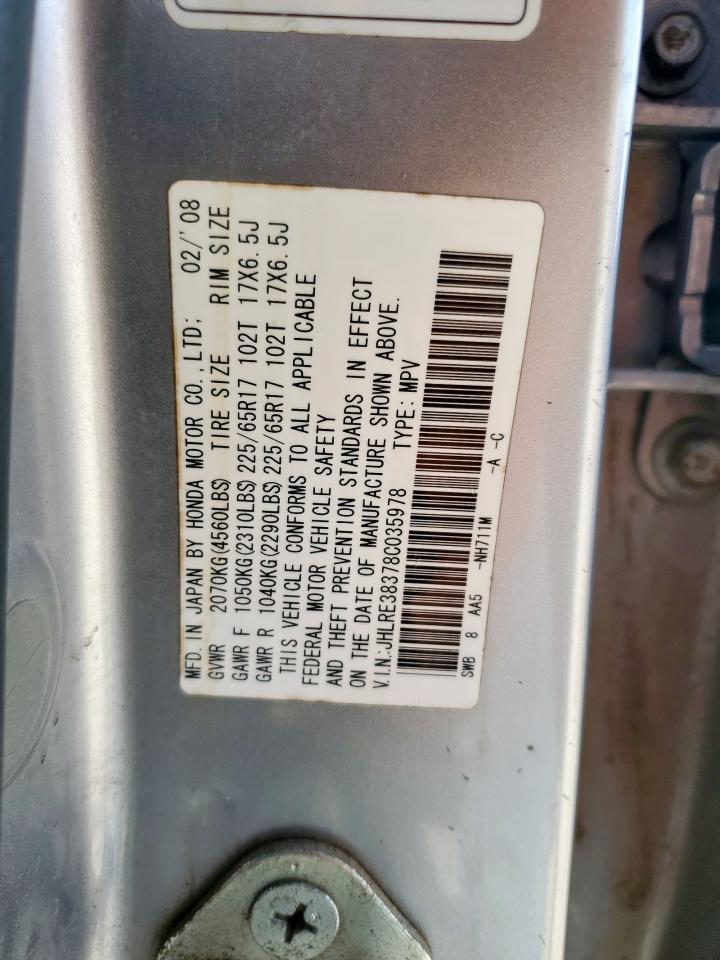 MFD. IN JAPAN BY HONDA MOTOR CO.,LTD; 02/'08
GVWR 2070KG(4560LBS) TIRE SIZE RIM SIZE
GAWR F 1050KG(2310LBS) 225/65R17 102T 17X6.5J
GAWR R 1040KG(2290LBS) 225/65R17 102T 17X6.5J
THIS VEHICLE CONFORMS TO ALL APPLICABLE
FEDERAL MOTOR VEHICLE SAFETY
AND THEFT PREVENTION STANDARDS IN EFFECT
ON THE DATE OF MANUFACTURE SHOWN ABOVE.
V.I.N.:JHLRE38378C035978 TYPE: MPV
SWB 8 AA5 -NH711M -A -C